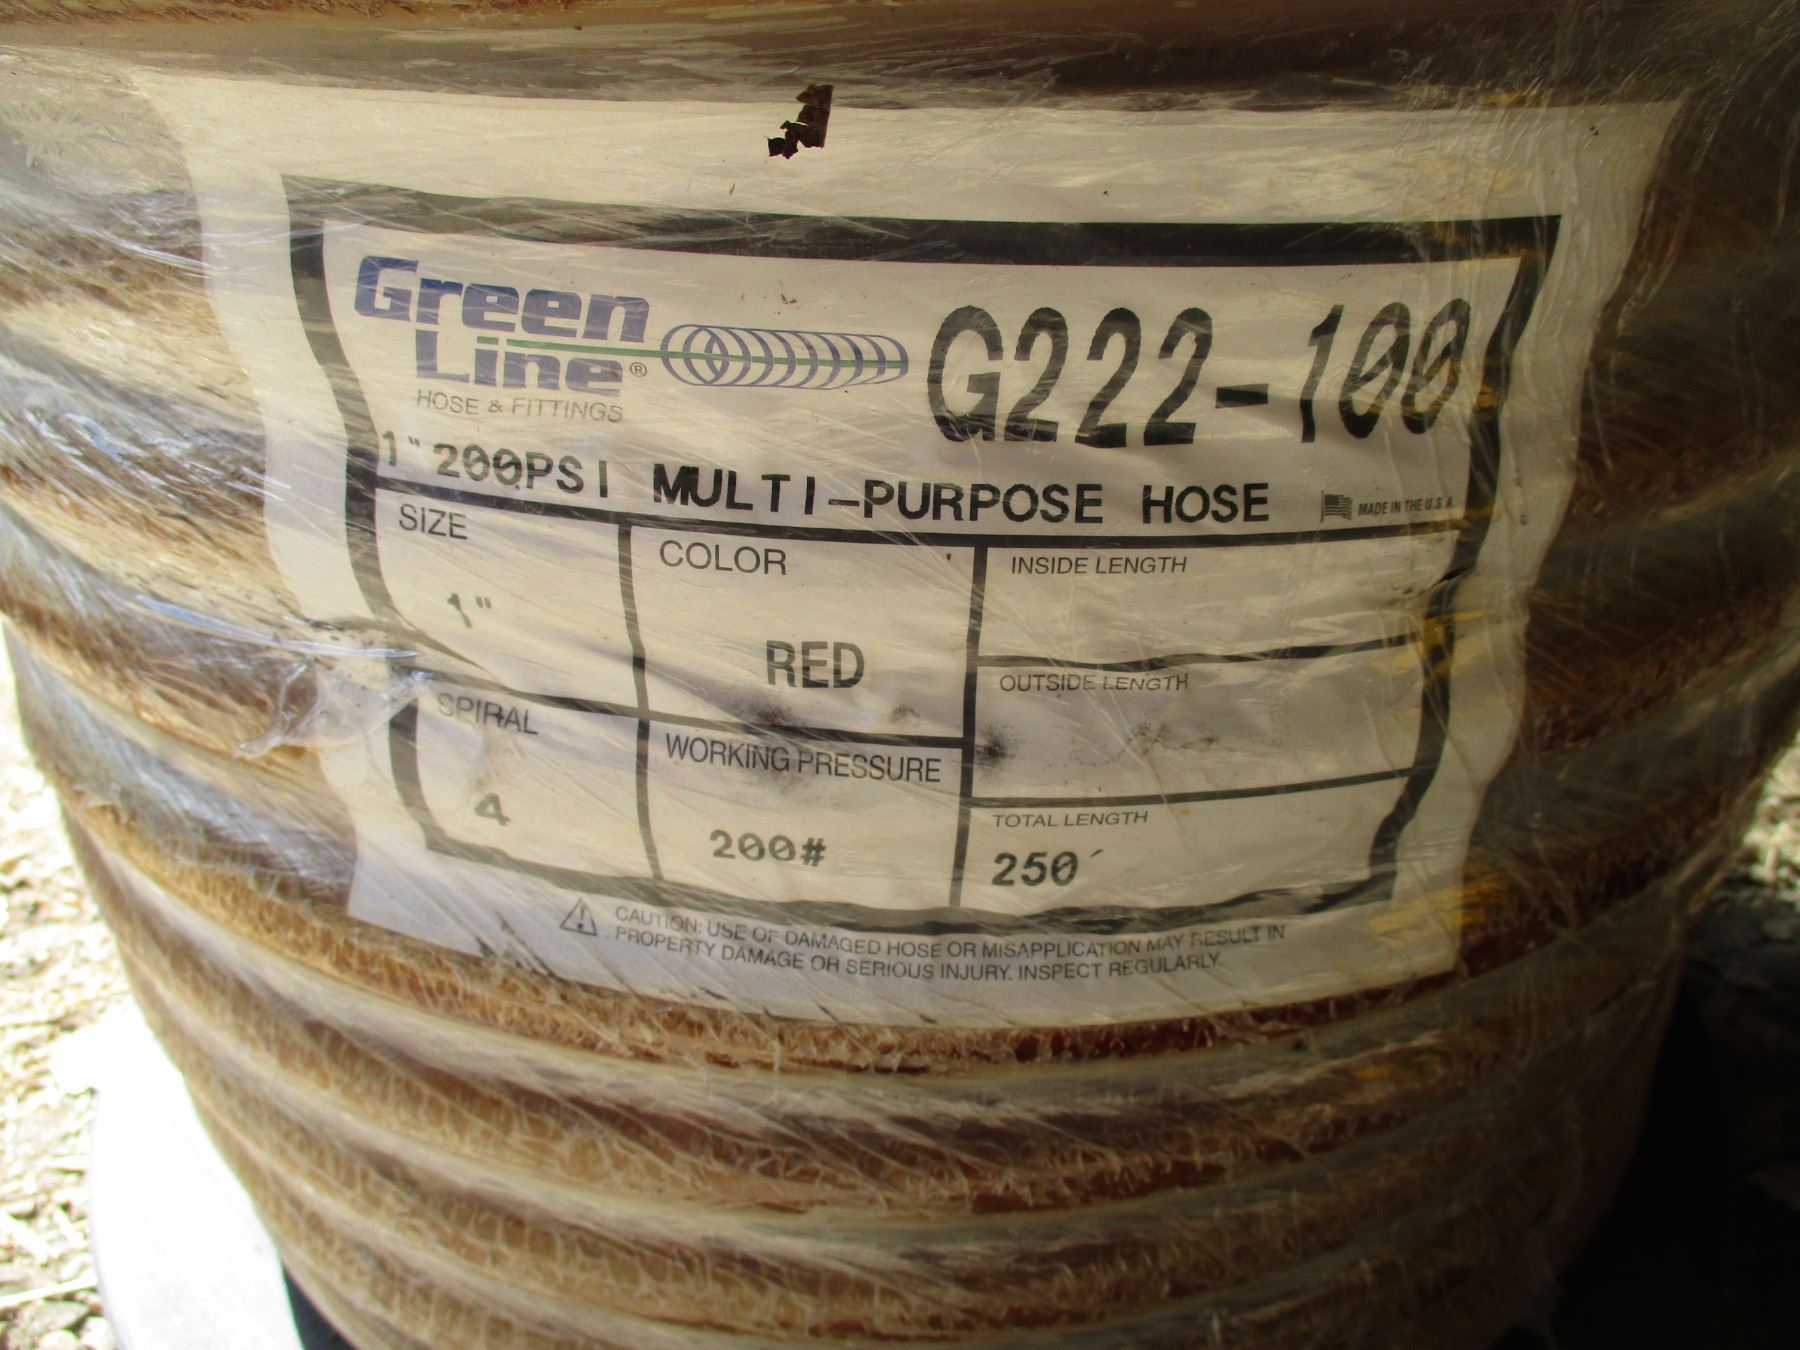 Green
Line®
HOSE & FITTINGS
G222-100
1" 200PSI MULTI-PURPOSE HOSE
MADE IN THE U.S.A.
SIZE
1"
COLOR
RED
INSIDE LENGTH
OUTSIDE LENGTH
SPIRAL
4
WORKING PRESSURE
200#
TOTAL LENGTH
250'
CAUTION: USE OF DAMAGED HOSE OR MISAPPLICATION MAY RESULT IN
PROPERTY DAMAGE OR SERIOUS INJURY. INSPECT REGULARLY.